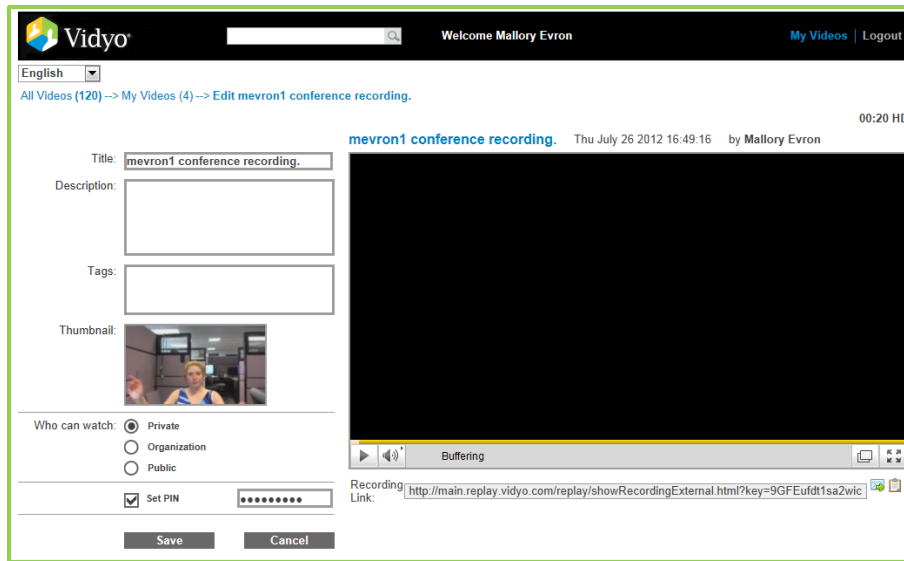 Vidyo
Welcome Mallory Evron
My Videos | Logout
English
All Videos (120) --> My Videos (4) --> Edit mevron1 conference recording.
00:20 HD
mevron1 conference recording. Thu July 26 2012 16:49:16 by Mallory Evron
Title: mevron1 conference recording.
Description:
Tags:
Thumbnail:
Who can watch: Private
Organization
Public
Set PIN •••••••••
Save Cancel
Buffering
Recording Link: http://main.replay.vidyo.com/replay/showRecordingExternal.html?key=9GFEufdt1sa2wic